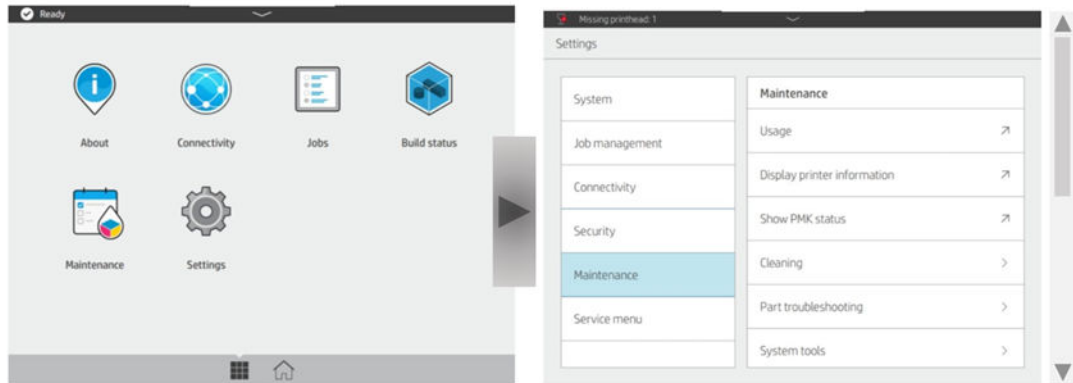 Ready
About
Connectivity
Jobs
Build status
Maintenance
Settings
Missing printhead: 1
Settings
System
Job management
Connectivity
Security
Maintenance
Service menu
Maintenance
Usage
Display printer information
Show PMK status
Cleaning
Part troubleshooting
System tools